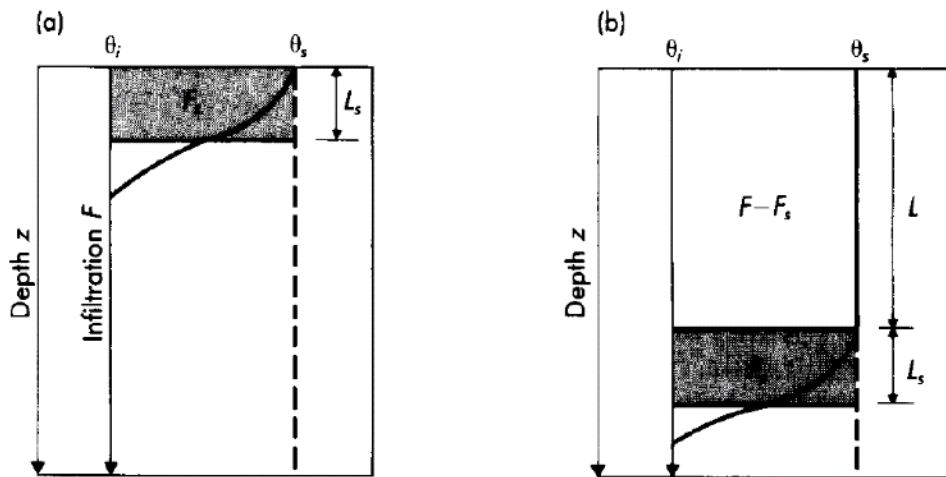 (a)
θi θs
Fs
Ls
Depth z
Infiltration F
(b)
θi θs
L
F−Fs
Depth z
Ls